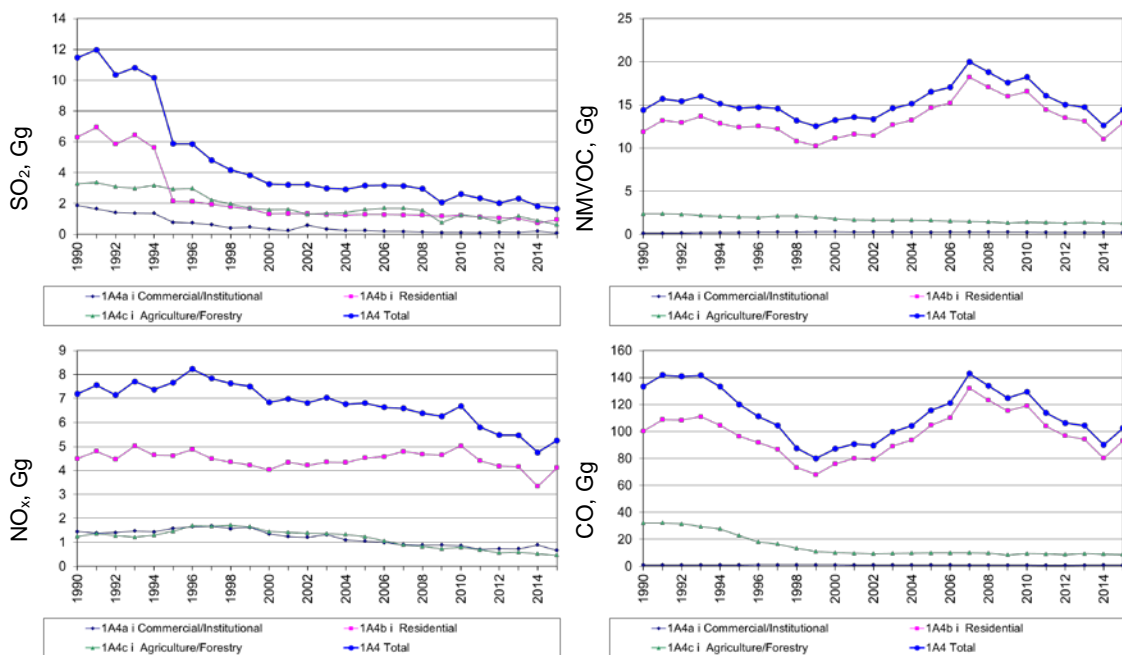 SO₂, Gg
14
12
10
8
6
4
2
0
1990 1992 1994 1996 1998 2000 2002 2004 2006 2008 2010 2012 2014
1A4a i Commercial/Institutional 1A4b i Residential
1A4c i Agriculture/Forestry 1A4 Total
NMVOC, Gg
25
20
15
10
5
0
1990 1992 1994 1996 1998 2000 2002 2004 2006 2008 2010 2012 2014
1A4a i Commercial/Institutional 1A4b i Residential
1A4c i Agriculture/Forestry 1A4 Total
NOₓ, Gg
9
8
7
6
5
4
3
2
1
0
1990 1992 1994 1996 1998 2000 2002 2004 2006 2008 2010 2012 2014
1A4a i Commercial/Institutional 1A4b i Residential
1A4c i Agriculture/Forestry 1A4 Total
CO, Gg
160
140
120
100
80
60
40
20
0
1990 1992 1994 1996 1998 2000 2002 2004 2006 2008 2010 2012 2014
1A4a i Commercial/Institutional 1A4b i Residential
1A4c i Agriculture/Forestry 1A4 Total